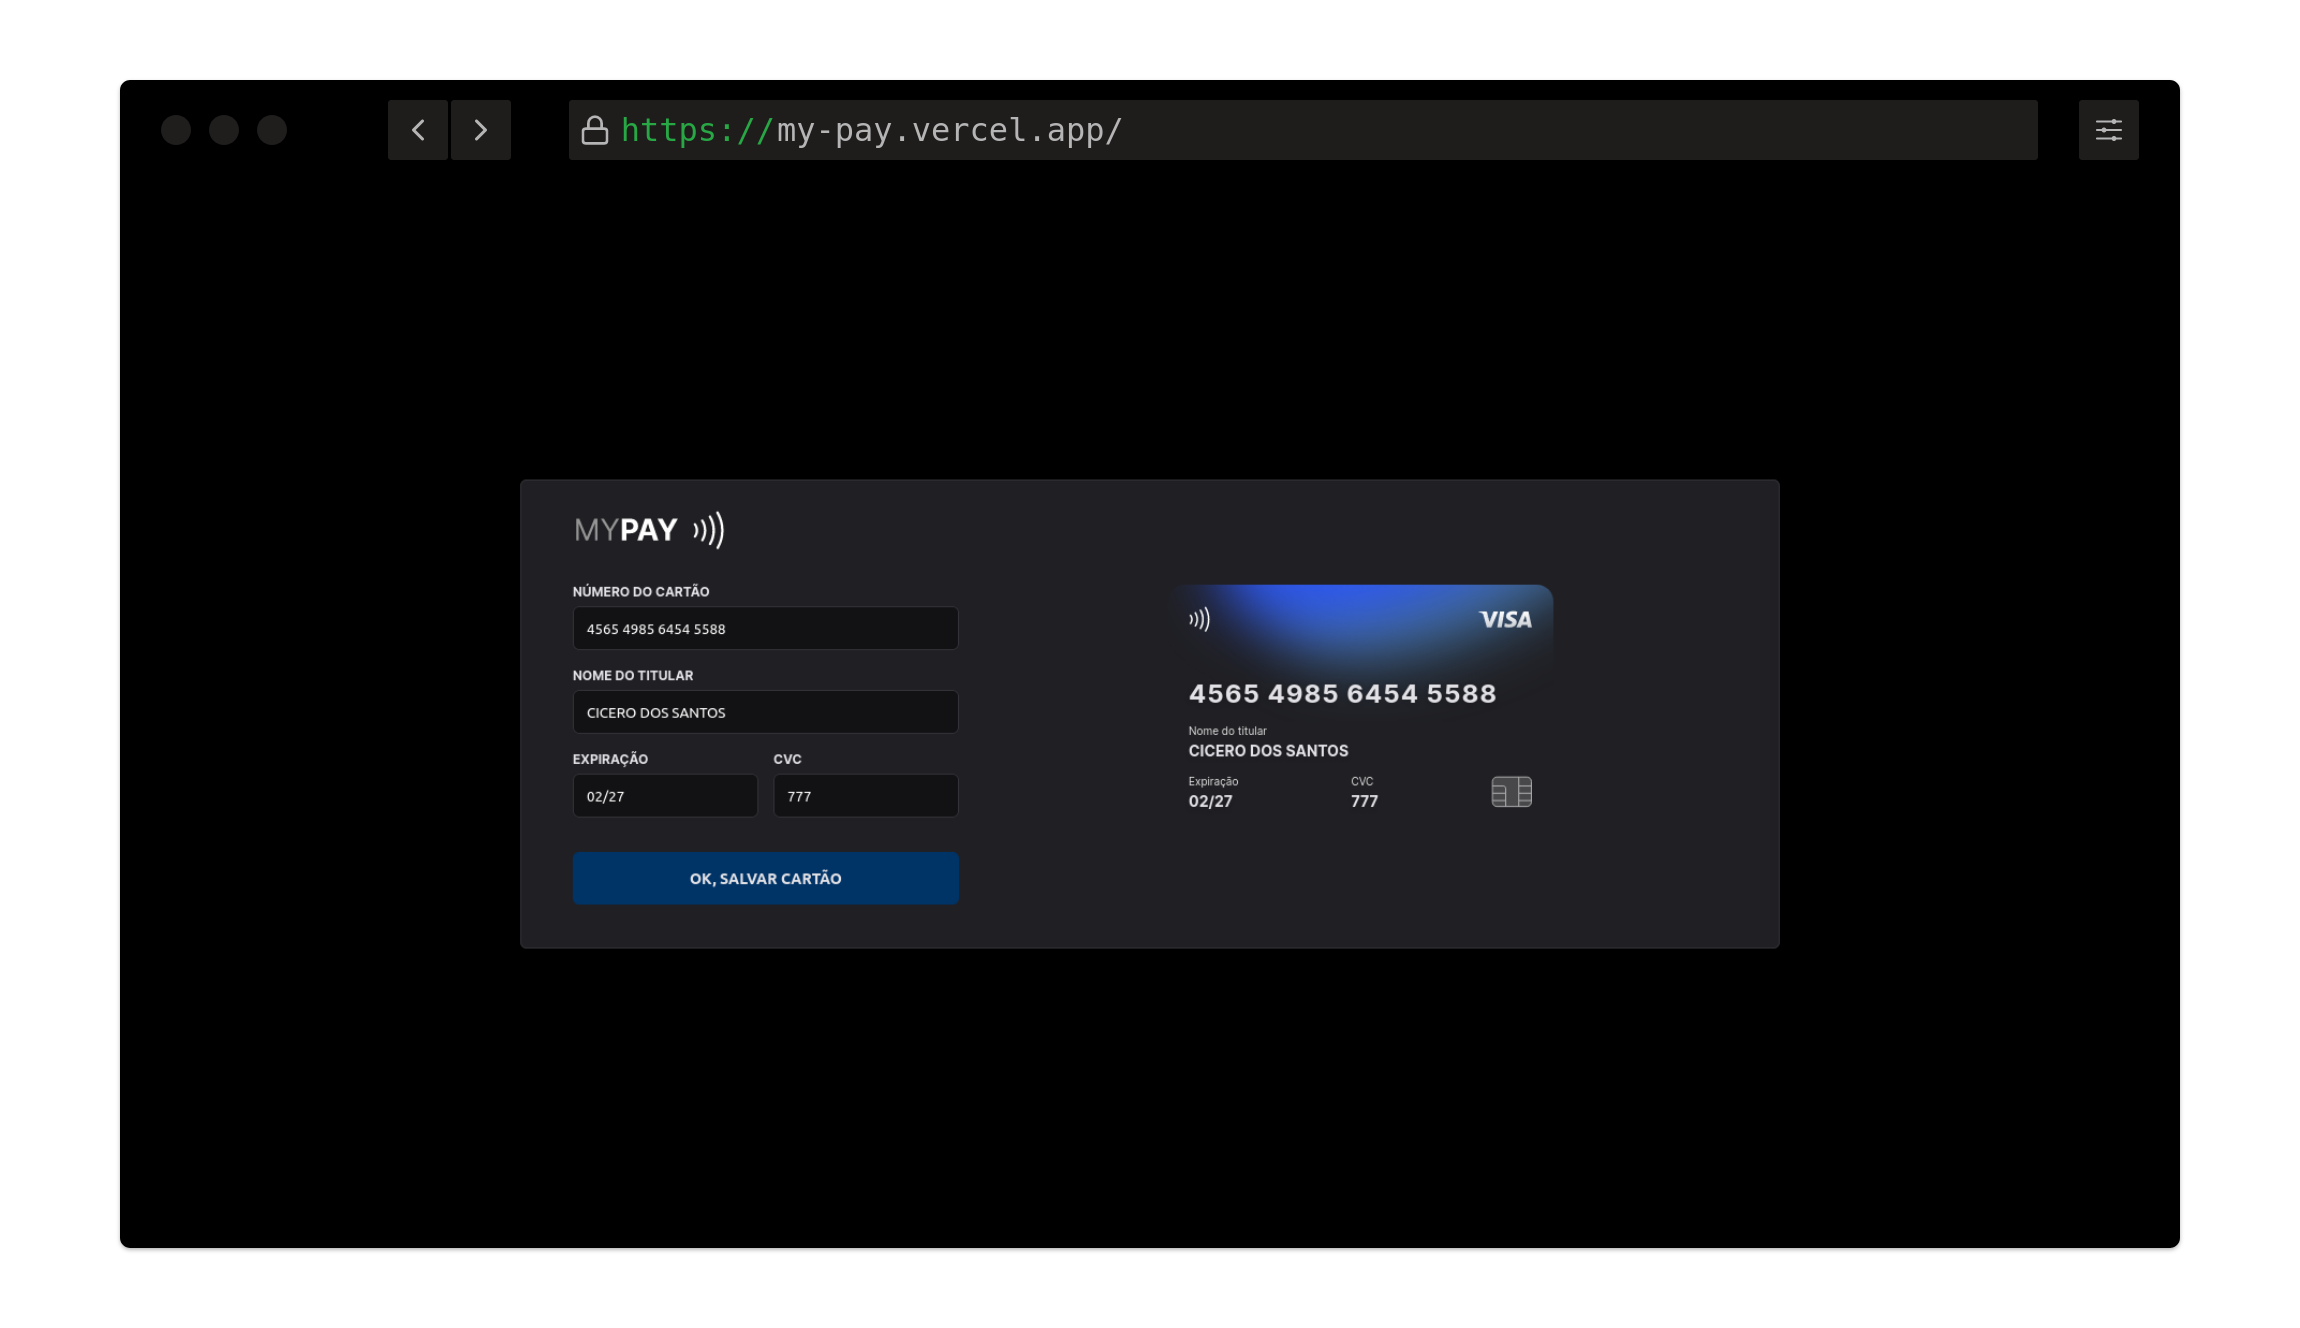 https://my-pay.vercel.app/
MYPAY
NÚMERO DO CARTÃO
4565 4985 6454 5588
NOME DO TITULAR
CICERO DOS SANTOS
EXPIRAÇÃO CVC
02/27 777
OK, SALVAR CARTÃO
VISA
4565 4985 6454 5588
Nome do titular
CICERO DOS SANTOS
Expiração CVC
02/27 777